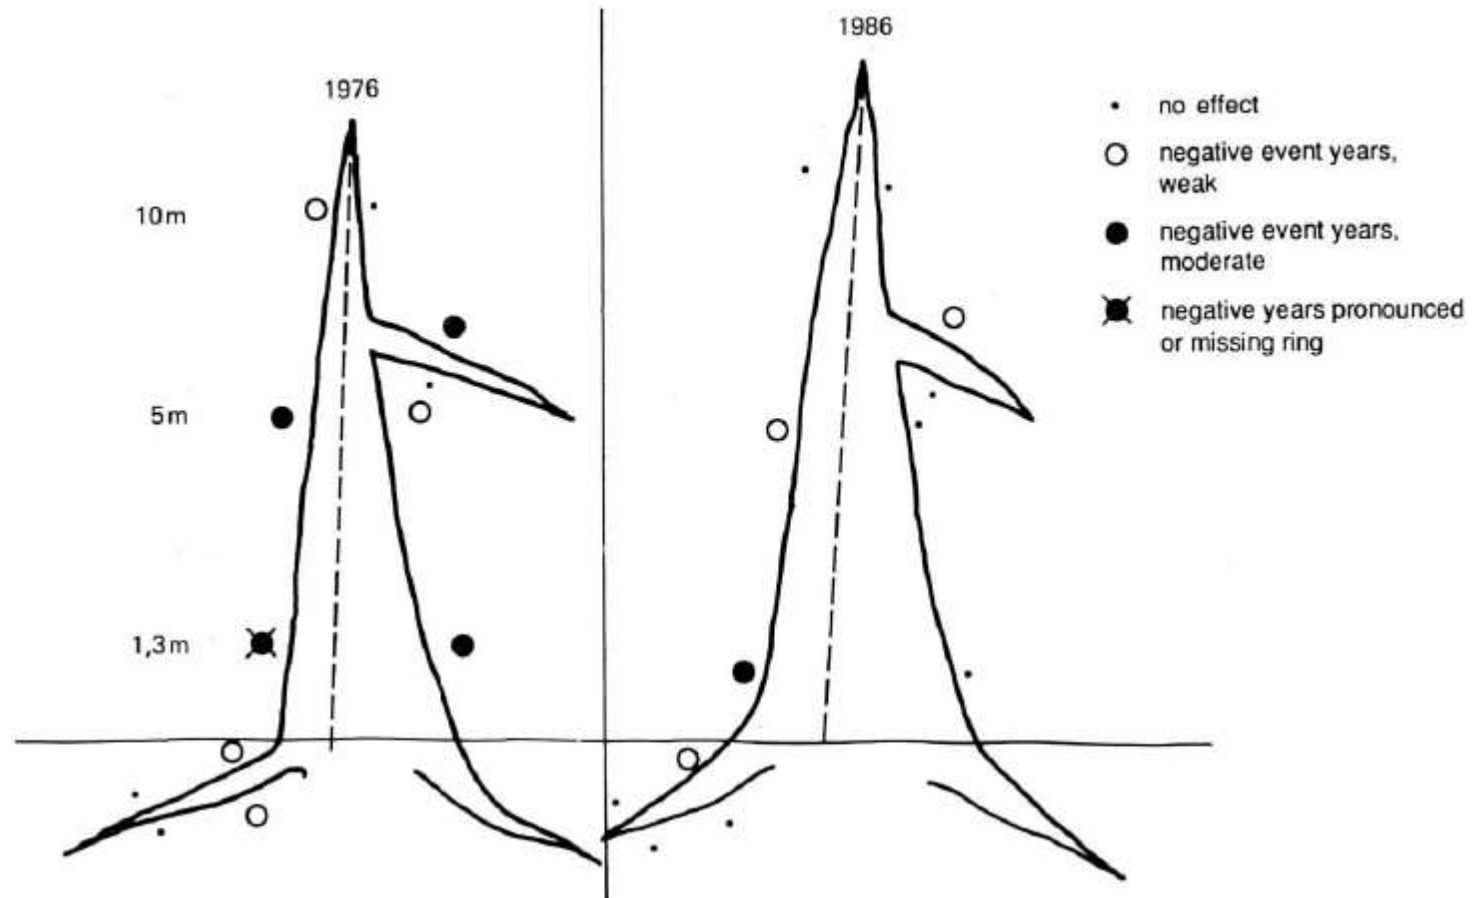 1976
1986
10m
5m
1,3m
no effect
negative event years,
weak
negative event years,
moderate
negative years pronounced
or missing ring